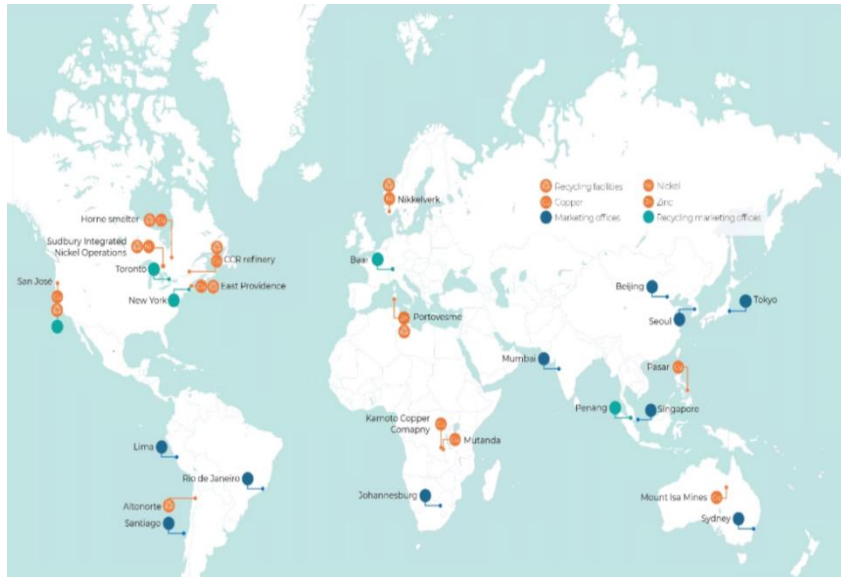 Nikkelverk
Recycling facilities
Nickel
Copper
Zinc
Marketing offices
Recycling marketing offices
Horne smelter
Cu
Sudbury Integrated
Nickel Operations
Ni
CCR refinery
Toronto
San José
East Providence
New York
Baar
Portovesme
Beijing
Tokyo
Seoul
Mumbai
Pasar
Penang
Singapore
Kamoto Copper
Comapny
Mutanda
Lima
Rio de Janeiro
Johannesburg
Altonorte
Santiago
Mount Isa Mines
Sydney